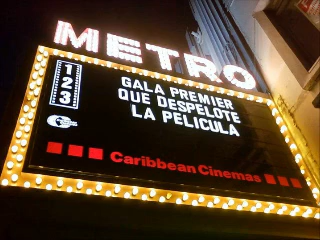 METRO
1
2
3
GALA PREMIER
QUE DESPELOTE
LA PELICULA
Caribbean Cinemas